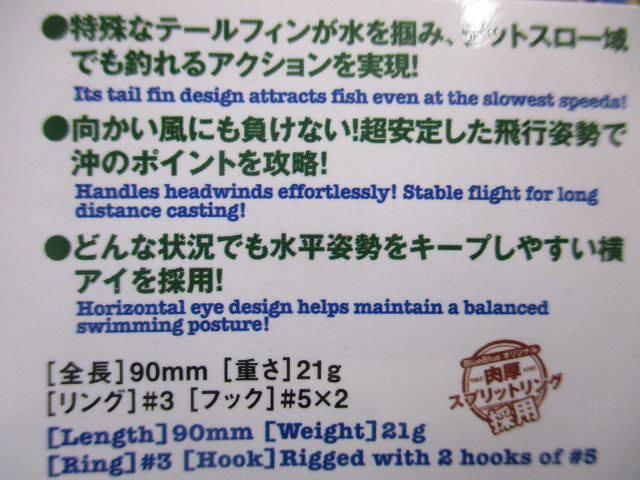 ●特殊なテールフィンが水を掴み、デットスロー域
でも釣れるアクションを実現!
Its tail fin design attracts fish even at the slowest speeds!
●向かい風にも負けない!超安定した飛行姿勢で
沖のポイントを攻略!
Handles headwinds effortlessly! Stable flight for long
distance casting!
●どんな状況でも水平姿勢をキープしやすい横
アイを採用!
Horizontal eye design helps maintain a balanced
swimming posture!
[全長]90mm [重さ]21g
[リング]#3 [フック]#5×2
[Length]90mm [Weight]21g
[Ring]#3 [Hook]Rigged with 2 hooks of #5
BlueBlue オリジナル
肉厚
スプリットリング
採用